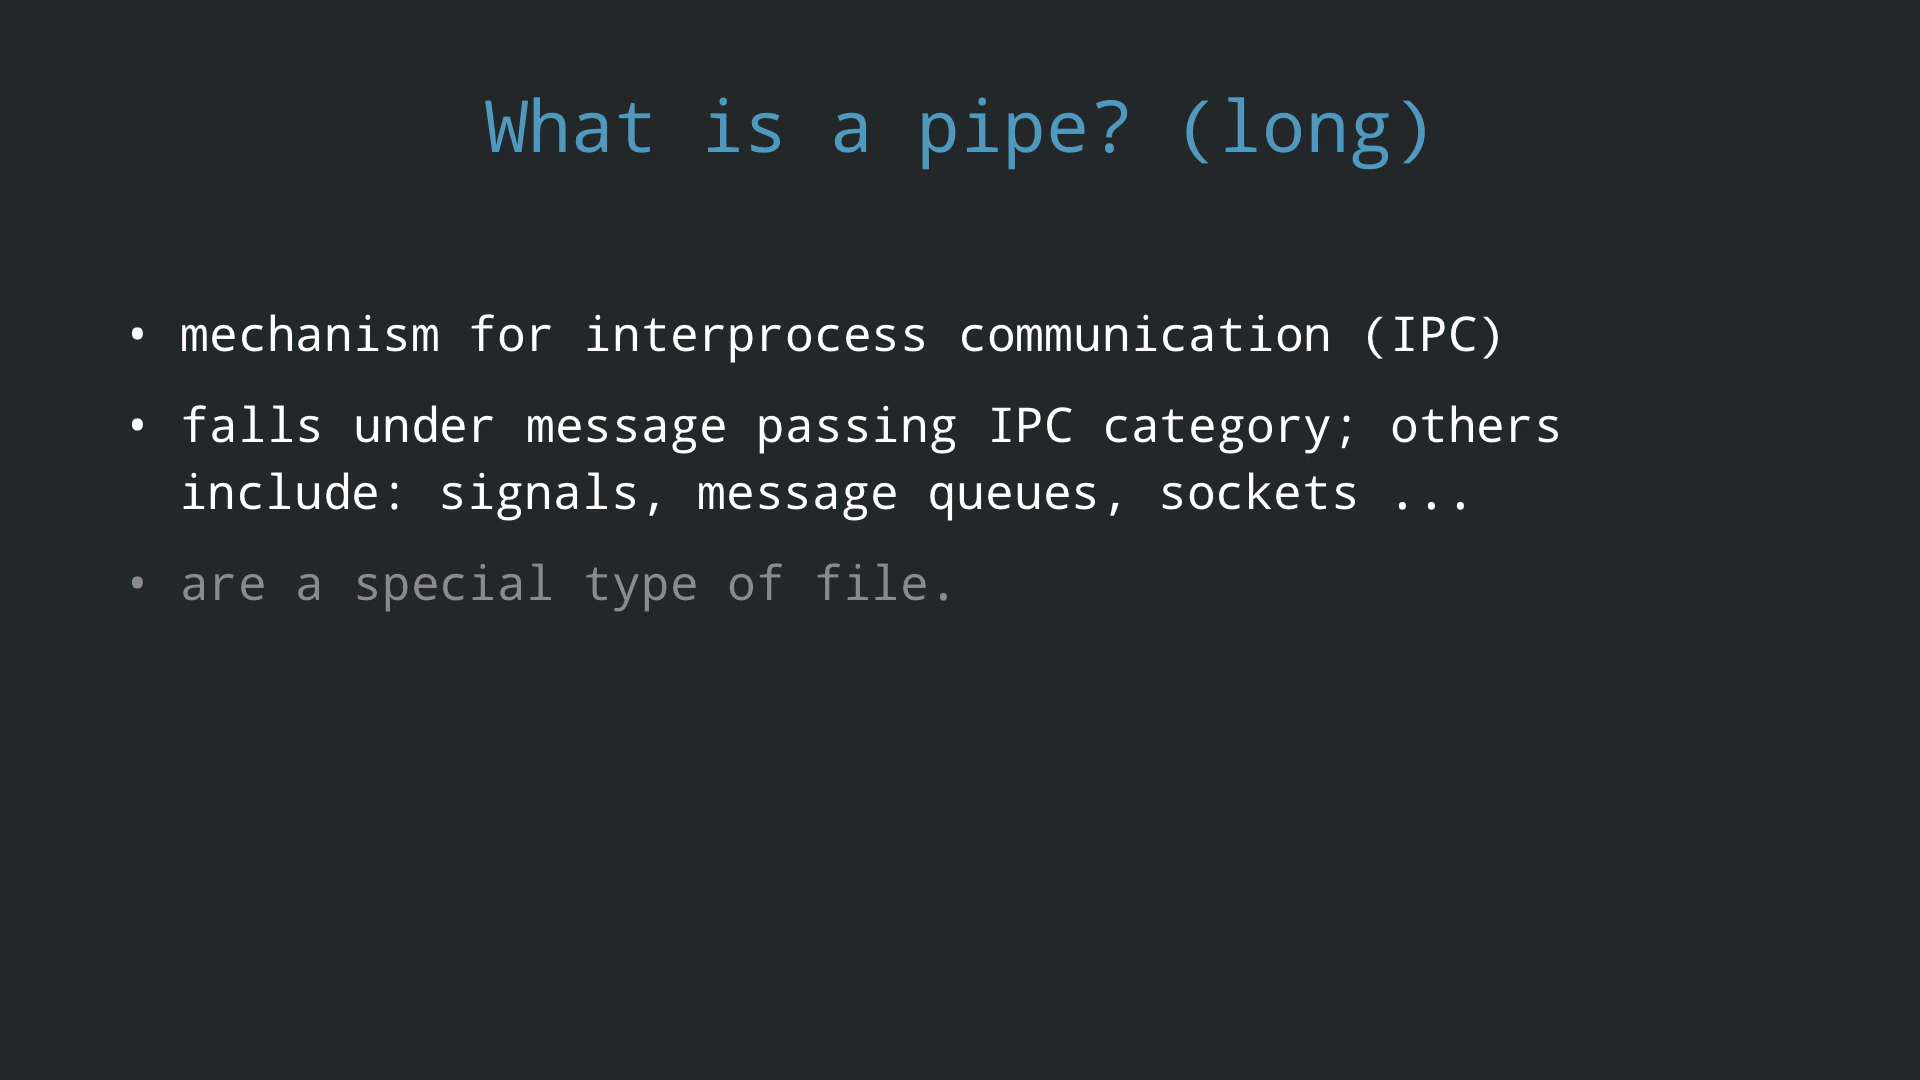 What is a pipe? (long)
• mechanism for interprocess communication (IPC)
• falls under message passing IPC category; others
include: signals, message queues, sockets ...
• are a special type of file.